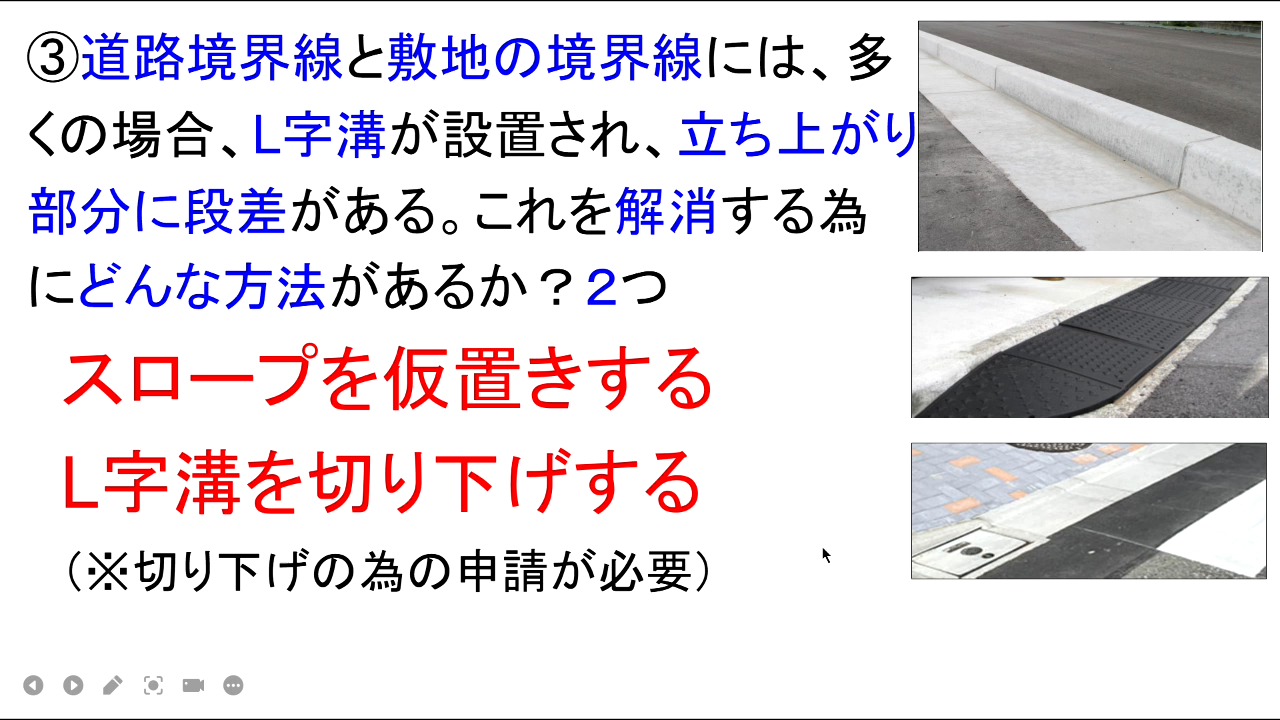 ③道路境界線と敷地の境界線には、多
くの場合、L字溝が設置され、立ち上がり
部分に段差がある。これを解消する為
にどんな方法があるか？２つ
スロープを仮置きする
L字溝を切り下げする
（※切り下げの為の申請が必要）